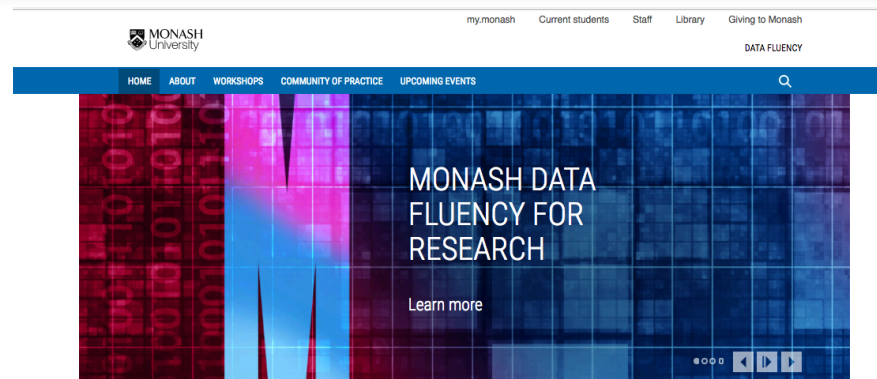 my.monash Current students Staff Library Giving to Monash
MONASH
University
DATA FLUENCY
HOME ABOUT WORKSHOPS COMMUNITY OF PRACTICE UPCOMING EVENTS
MONASH DATA
FLUENCY FOR
RESEARCH
Learn more